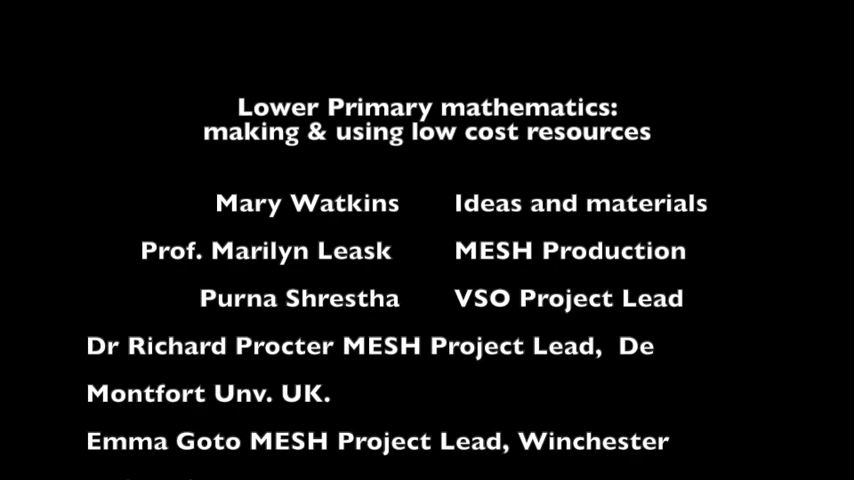 Lower Primary mathematics:
making & using low cost resources
Mary Watkins Ideas and materials
Prof. Marilyn Leask MESH Production
Purna Shrestha VSO Project Lead
Dr Richard Procter MESH Project Lead, De
Montfort Unv. UK.
Emma Goto MESH Project Lead, Winchester